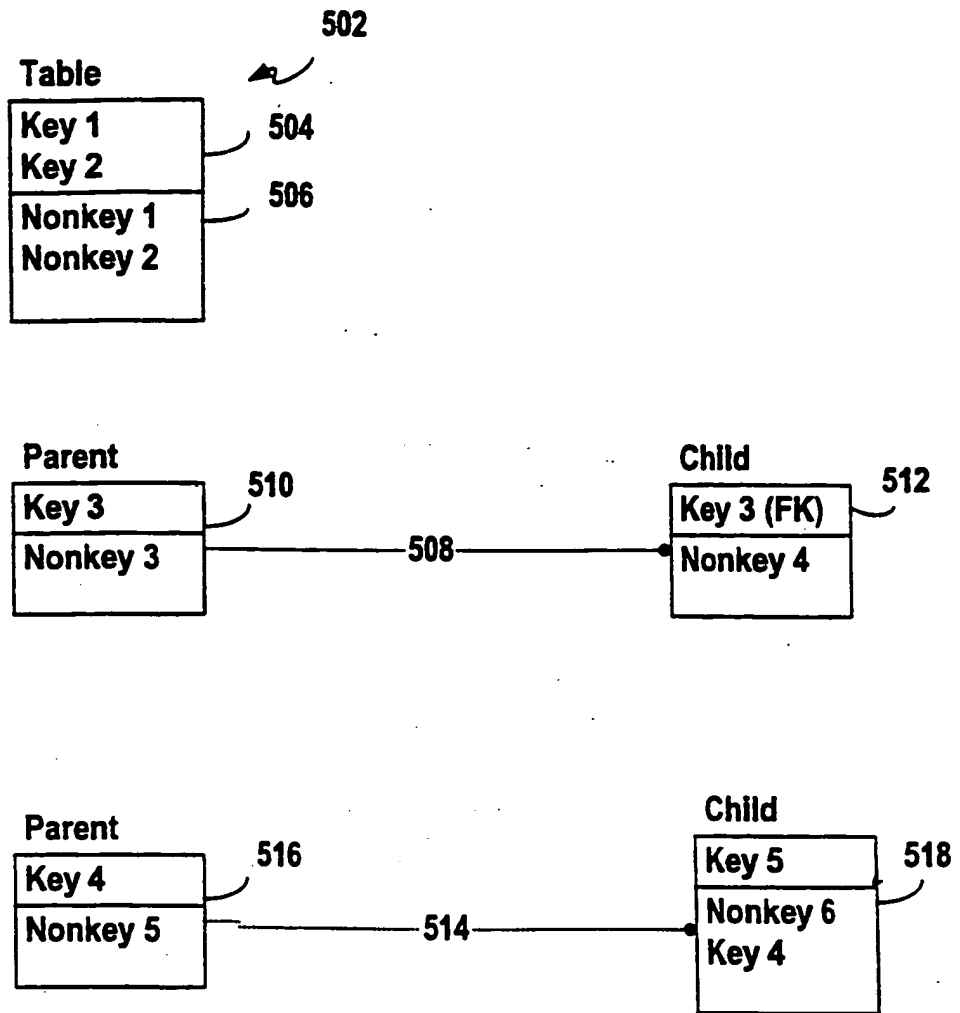 502
Table
Key 1
Key 2
504
506
Nonkey 1
Nonkey 2
Parent
Key 3
510
Nonkey 3
508
Child
Key 3 (FK)
512
Nonkey 4
Parent
Key 4
516
Nonkey 5
514
Child
Key 5
518
Nonkey 6
Key 4